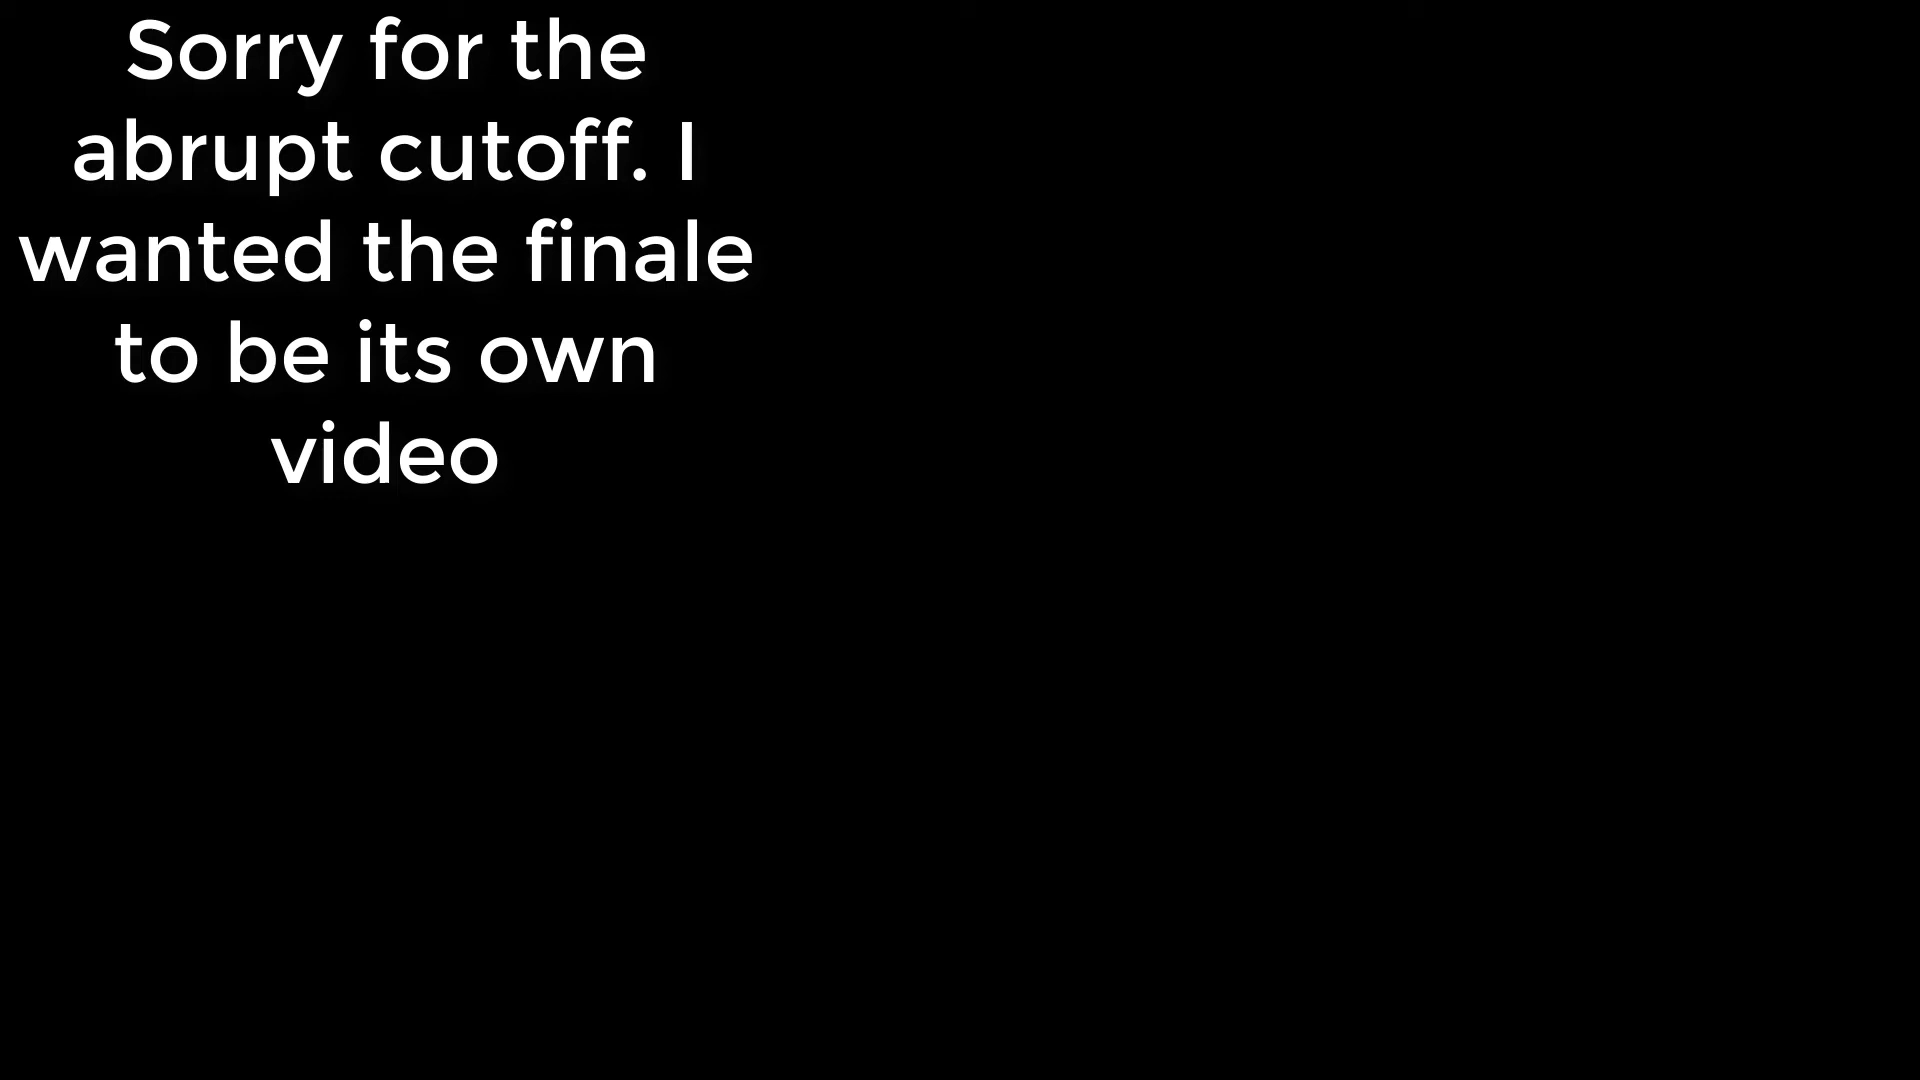 Sorry for the
abrupt cutoff. I
wanted the finale
to be its own
video